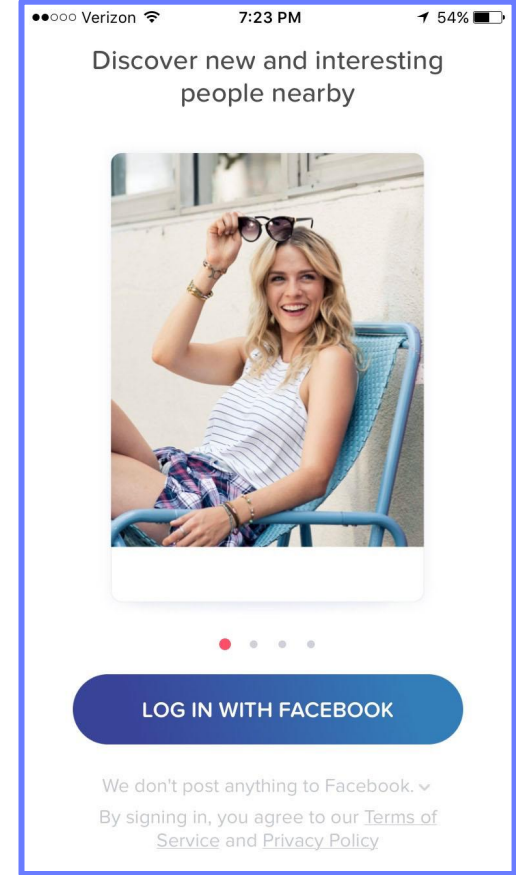 Verizon 7:23 PM 54%
Discover new and interesting
people nearby
LOG IN WITH FACEBOOK
We don't post anything to Facebook.
By signing in, you agree to our Terms of
Service and Privacy Policy